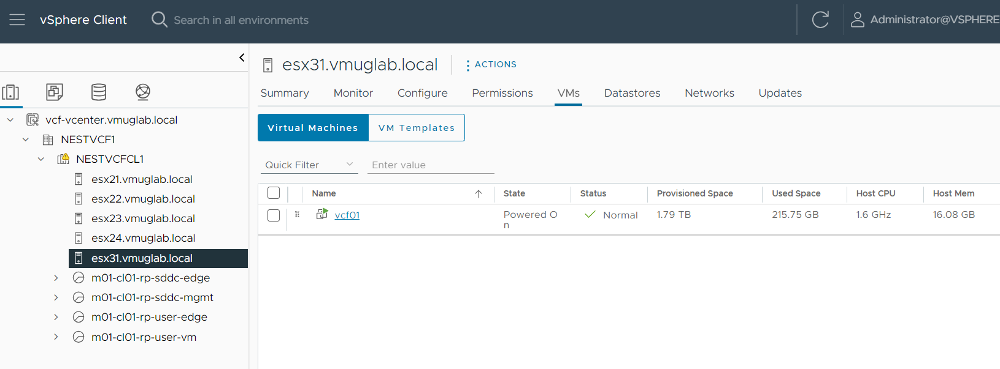 vSphere Client
Search in all environments
Administrator@VSPHERE
esx31.vmuglab.local
ACTIONS
Summary Monitor Configure Permissions VMs Datastores Networks Updates
vcf-vcenter.vmuglab.local
NESTVCF1
NESTVCFCL1
esx21.vmuglab.local
esx22.vmuglab.local
esx23.vmuglab.local
esx24.vmuglab.local
esx31.vmuglab.local
m01-cl01-rp-sddc-edge
m01-cl01-rp-sddc-mgmt
m01-cl01-rp-user-edge
m01-cl01-rp-user-vm
Virtual Machines VM Templates
Quick Filter Enter value
Name State Status Provisioned Space Used Space Host CPU Host Mem
vcf01 Powered O Normal 1.79 TB 215.75 GB 1.6 GHz 16.08 GB
n